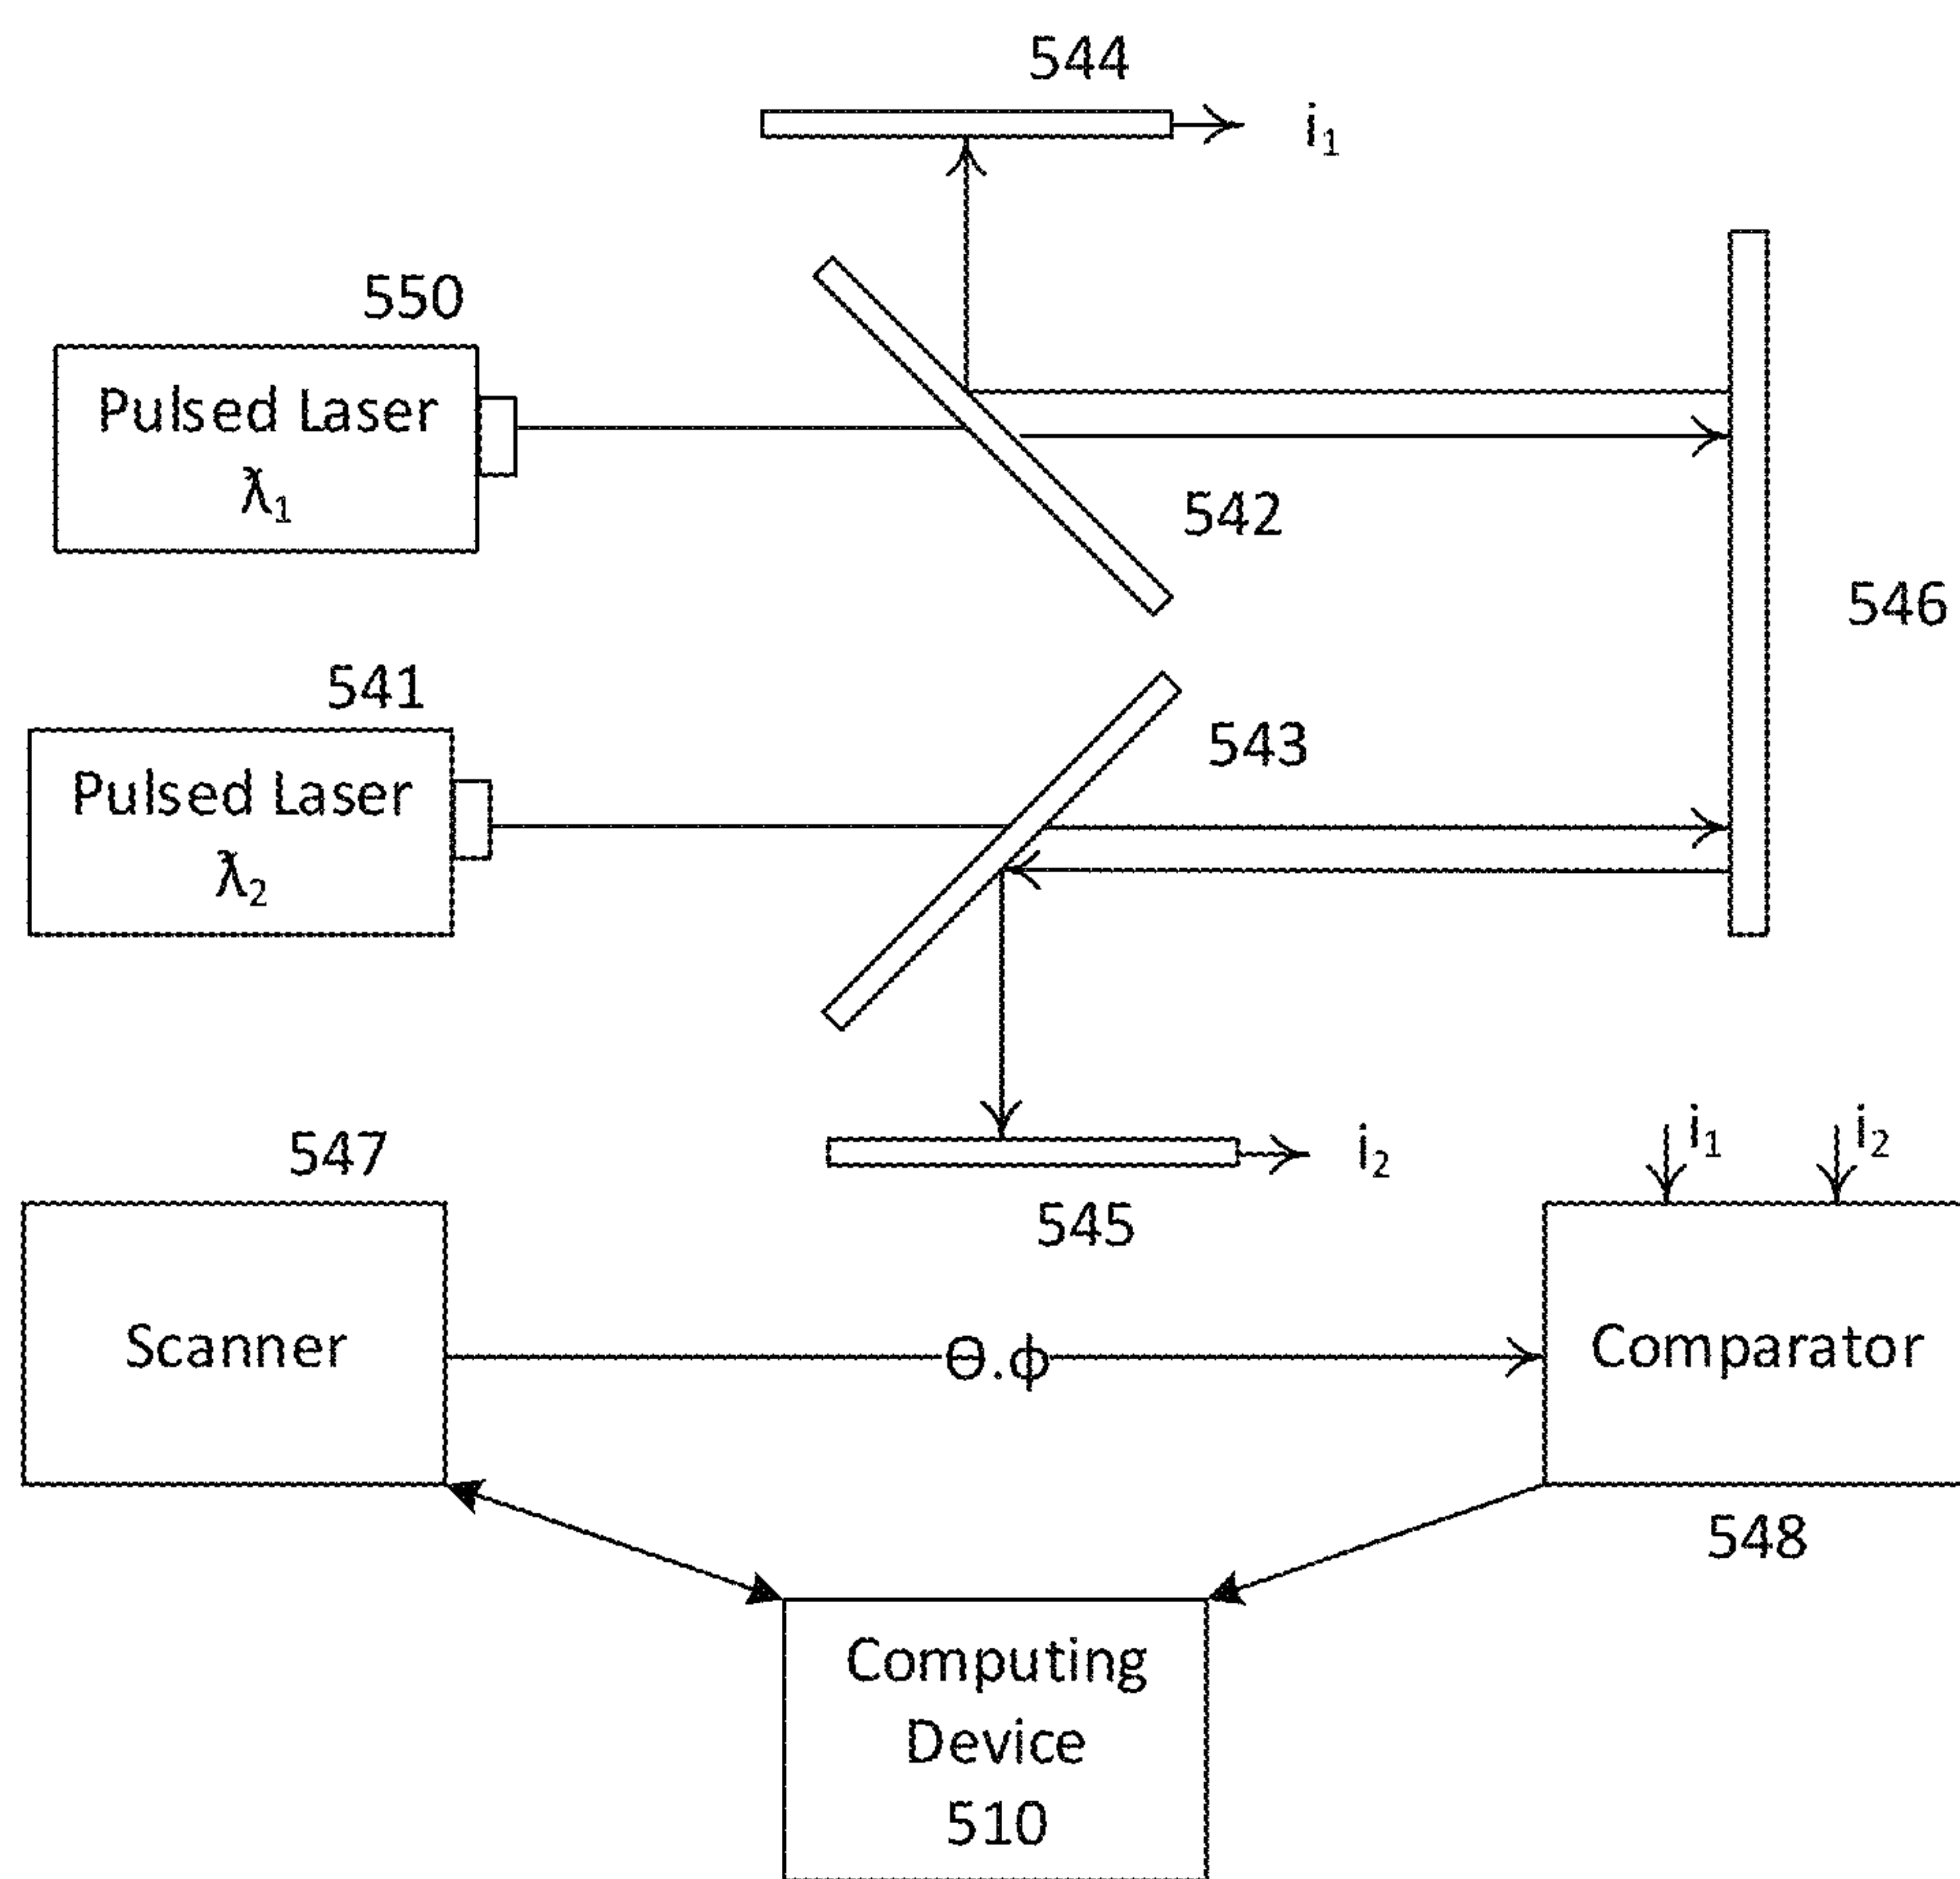 544
i₁
550
Pulsed Laser
λ₁
542
546
541
Pulsed Laser
λ₂
543
547
i₂
545
i₁ i₂
Scanner
Θ.ϕ
Comparator
548
Computing
Device
510